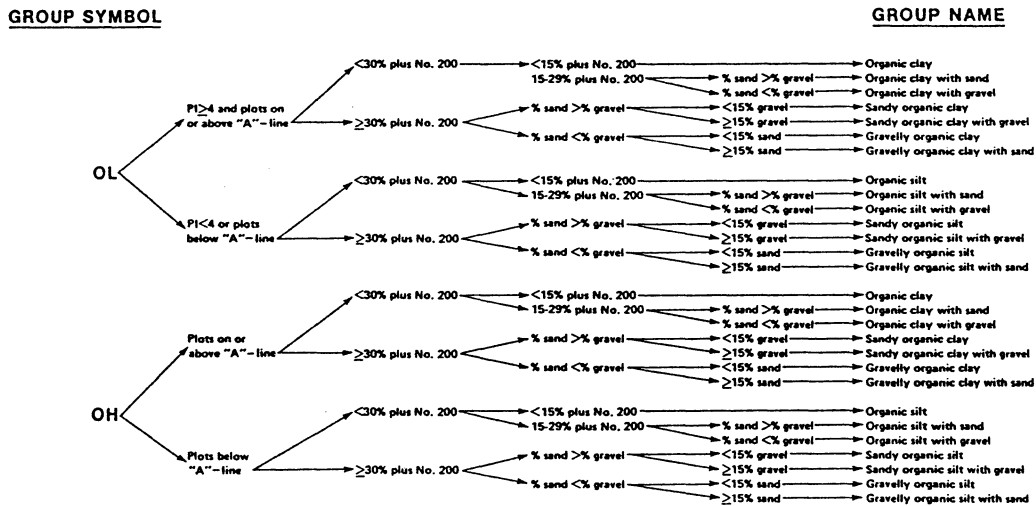 GROUP SYMBOL GROUP NAME
<30% plus No. 200 <15% plus No. 200 Organic clay
15-29% plus No. 200 % sand >% gravel Organic clay with sand
% sand <% gravel Organic clay with gravel
PI≥4 and plots on % sand >% gravel <15% gravel Sandy organic clay
or above "A"-line ≥30% plus No. 200 ≥15% gravel Sandy organic clay with gravel
% sand <% gravel <15% sand Gravelly organic clay
≥15% sand Gravelly organic clay with sand
OL
<30% plus No. 200 <15% plus No. 200 Organic silt
15-29% plus No. 200 % sand >% gravel Organic silt with sand
% sand <% gravel Organic silt with gravel
PI<4 or plots % sand >% gravel <15% gravel Sandy organic silt
below "A"-line ≥30% plus No. 200 ≥15% gravel Sandy organic silt with gravel
% sand <% gravel <15% sand Gravelly organic silt
≥15% sand Gravelly organic silt with sand
<30% plus No. 200 <15% plus No. 200 Organic clay
15-29% plus No. 200 % sand >% gravel Organic clay with sand
% sand <% gravel Organic clay with gravel
Plots on or % sand >% gravel <15% gravel Sandy organic clay
above "A"-line ≥30% plus No. 200 ≥15% gravel Sandy organic clay with gravel
% sand <% gravel <15% sand Gravelly organic clay
≥15% sand Gravelly organic clay with sand
OH
<30% plus No. 200 <15% plus No. 200 Organic silt
15-29% plus No. 200 % sand >% gravel Organic silt with sand
% sand <% gravel Organic silt with gravel
Plots below % sand >% gravel <15% gravel Sandy organic silt
"A"-line ≥30% plus No. 200 ≥15% gravel Sandy organic silt with gravel
% sand <% gravel <15% sand Gravelly organic silt
≥15% sand Gravelly organic silt with sand